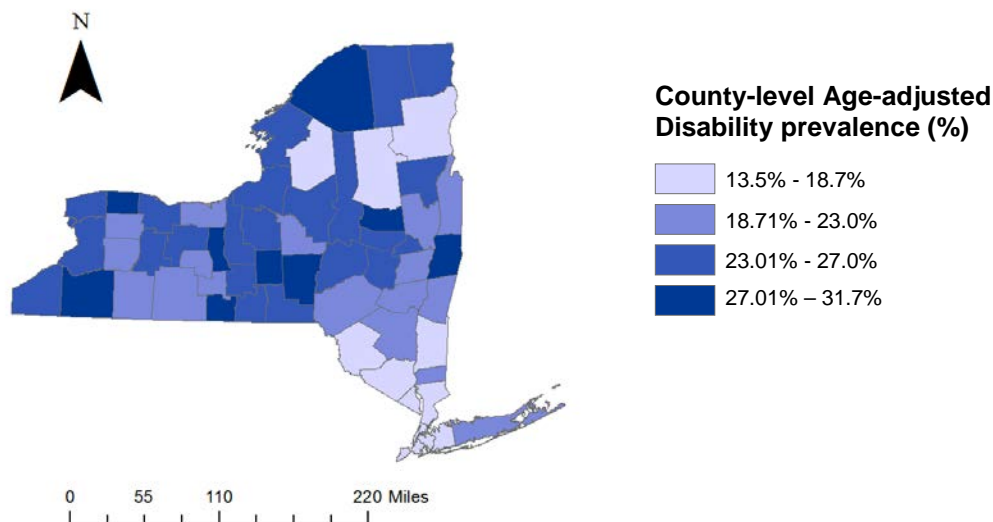 N
County-level Age-adjusted
Disability prevalence (%)
13.5% - 18.7%
18.71% - 23.0%
23.01% - 27.0%
27.01% – 31.7%
0 55 110 220 Miles